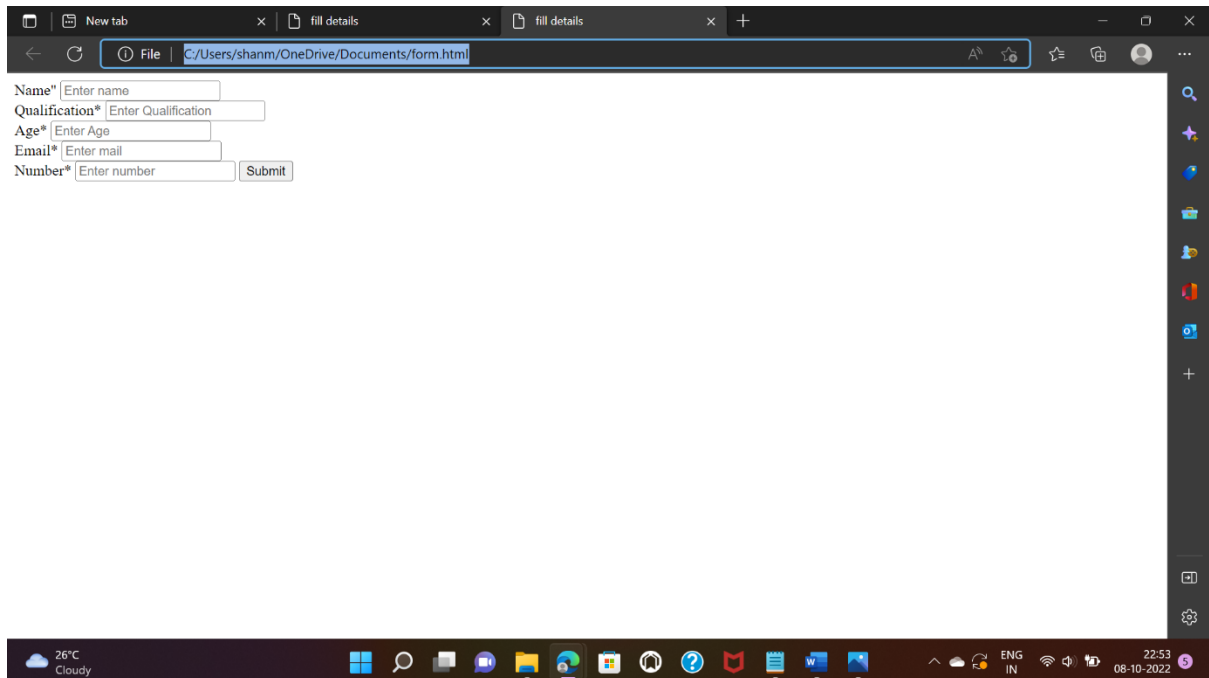 New tab
fill details
fill details
File
C:/Users/shanm/OneDrive/Documents/form.html
Name" Enter name
Qualification* Enter Qualification
Age* Enter Age
Email* Enter mail
Number* Enter number Submit
26°C
Cloudy
ENG
IN
22:53
08-10-2022
5